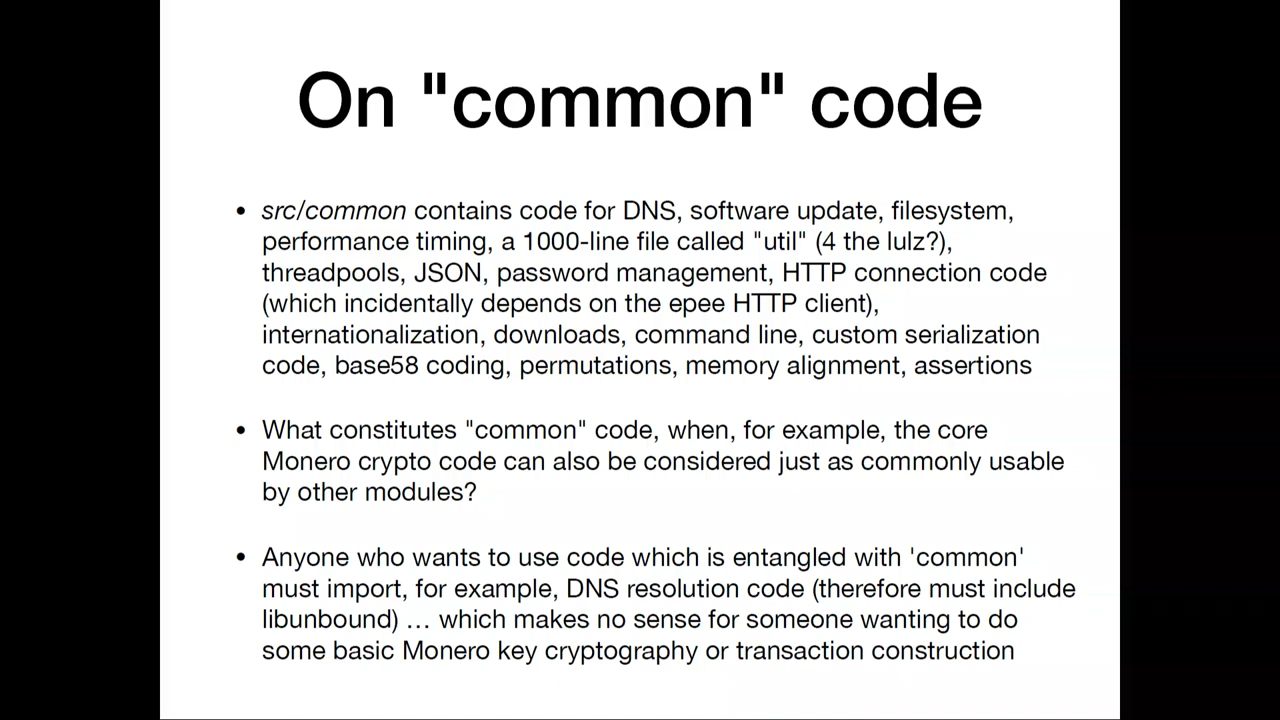 On "common" code
• src/common contains code for DNS, software update, filesystem,
performance timing, a 1000-line file called "util" (4 the lulz?),
threadpools, JSON, password management, HTTP connection code
(which incidentally depends on the epee HTTP client),
internationalization, downloads, command line, custom serialization
code, base58 coding, permutations, memory alignment, assertions
• What constitutes "common" code, when, for example, the core
Monero crypto code can also be considered just as commonly usable
by other modules?
• Anyone who wants to use code which is entangled with 'common'
must import, for example, DNS resolution code (therefore must include
libunbound) … which makes no sense for someone wanting to do
some basic Monero key cryptography or transaction construction